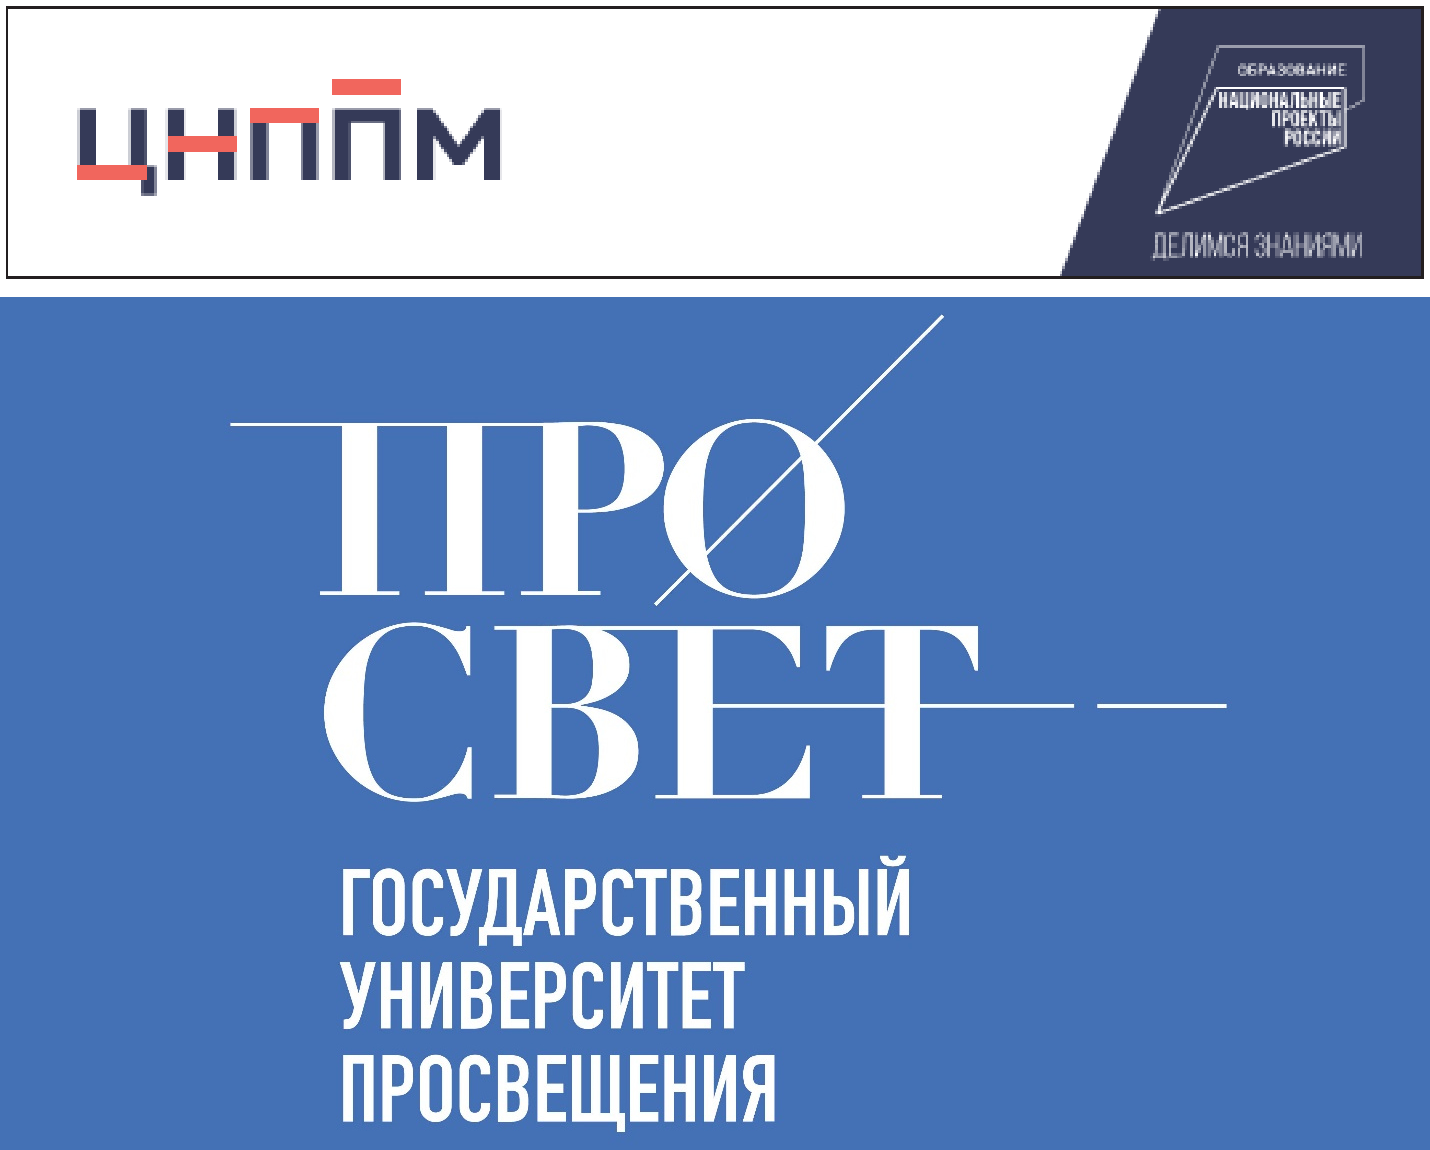 ЦНППМ
ОБРАЗОВАНИЕ
НАЦИОНАЛЬНЫЕ
ПРОЕКТЫ
РОССИИ
ДЕЛИМСЯ ЗНАНИЯМИ
ПРО
СВЕТ
ГОСУДАРСТВЕННЫЙ
УНИВЕРСИТЕТ
ПРОСВЕЩЕНИЯ